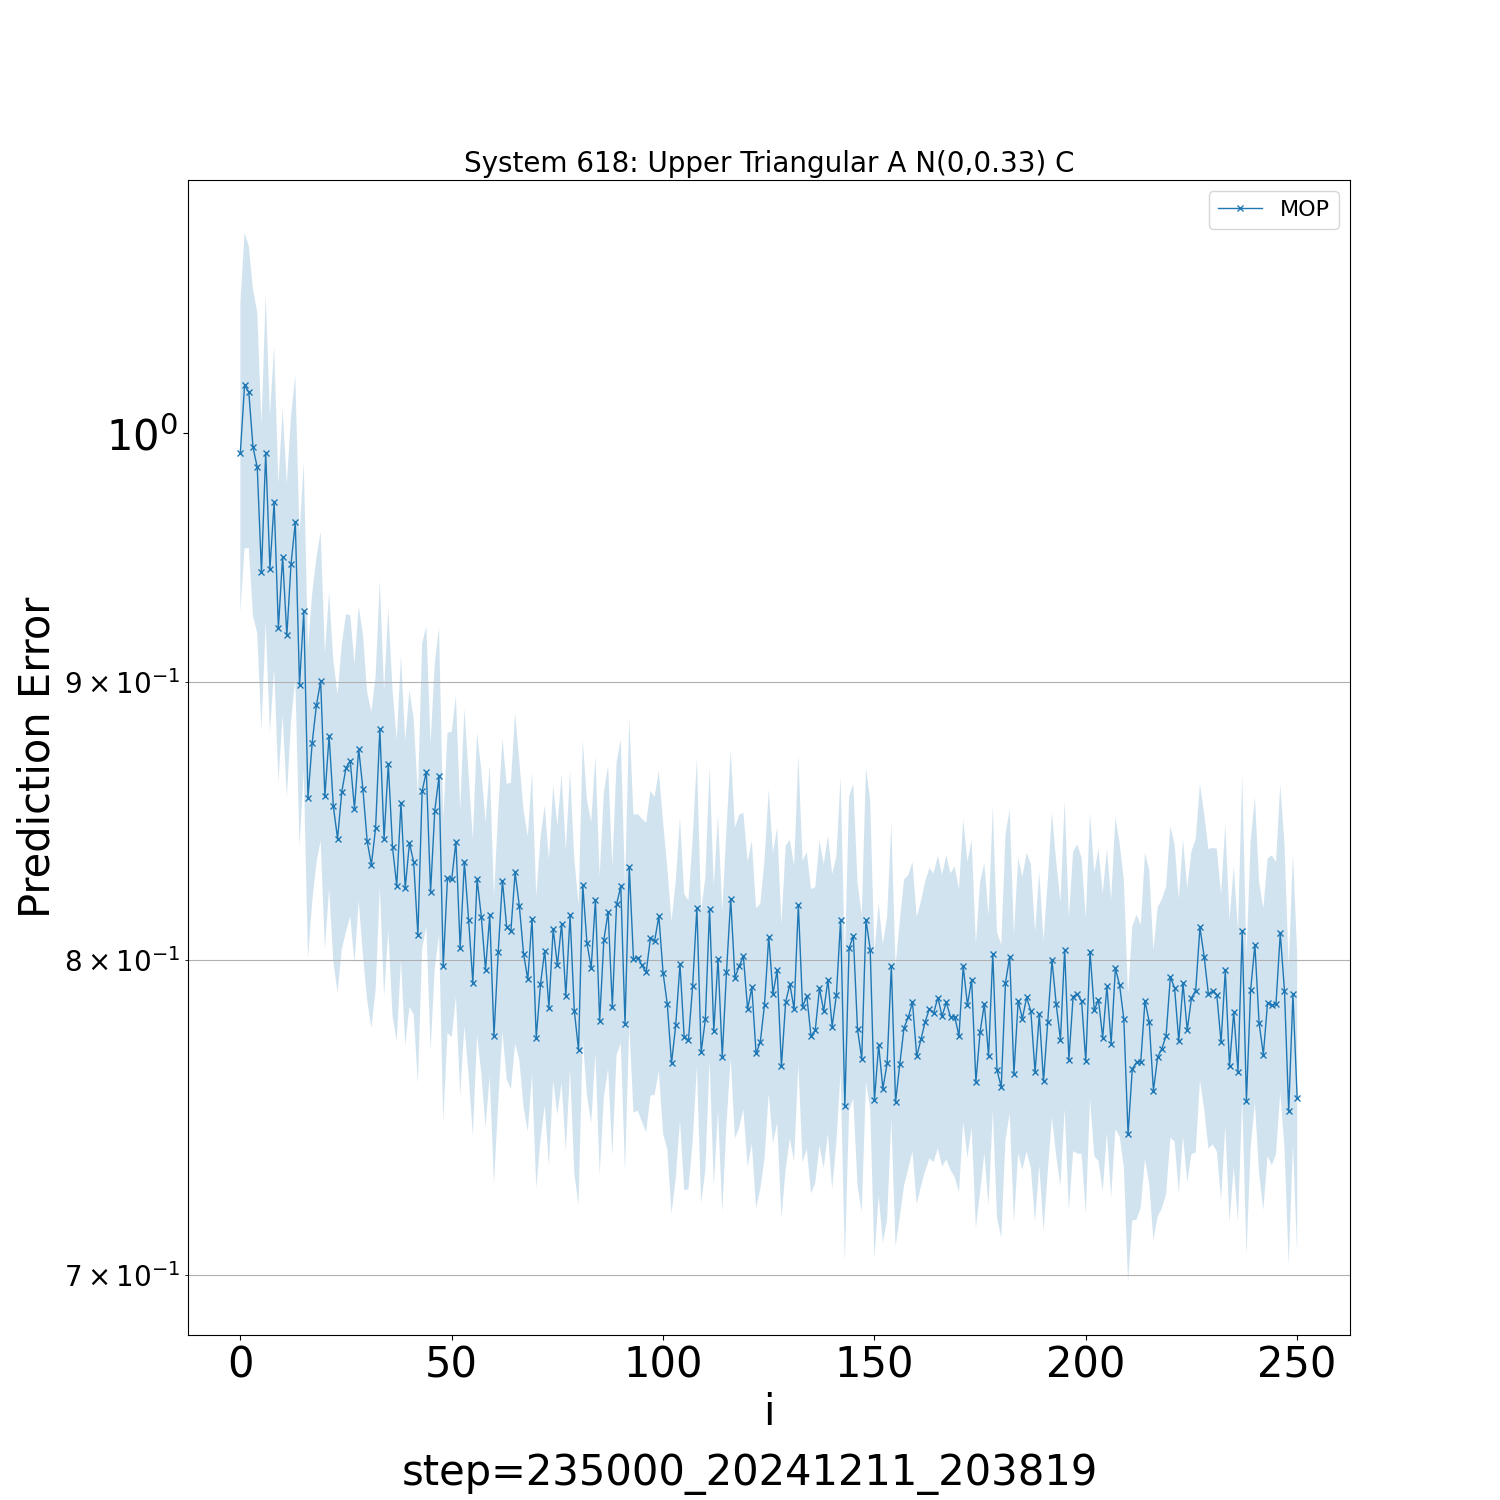 System 618: Upper Triangular A N(0,0.33) C
MOP
10⁰
9 × 10⁻¹
8 × 10⁻¹
7 × 10⁻¹
Prediction Error
0 50 100 150 200 250
i
step=235000_20241211_203819